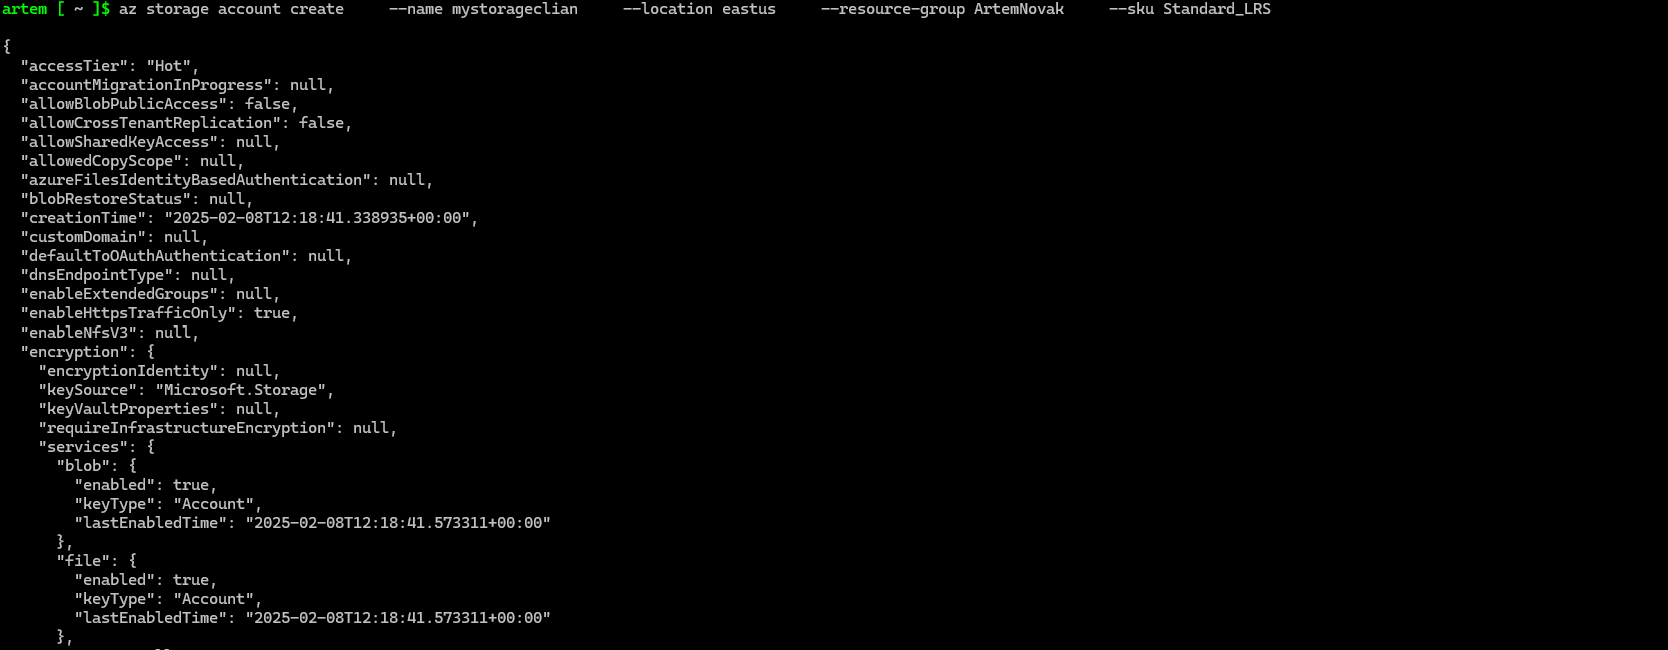 artem [ ~ ]$ az storage account create     --name mystorageclian     --location eastus     --resource-group ArtemNovak     --sku Standard_LRS
{
  "accessTier": "Hot",
  "accountMigrationInProgress": null,
  "allowBlobPublicAccess": false,
  "allowCrossTenantReplication": false,
  "allowSharedKeyAccess": null,
  "allowedCopyScope": null,
  "azureFilesIdentityBasedAuthentication": null,
  "blobRestoreStatus": null,
  "creationTime": "2025-02-08T12:18:41.338935+00:00",
  "customDomain": null,
  "defaultToOAuthAuthentication": null,
  "dnsEndpointType": null,
  "enableExtendedGroups": null,
  "enableHttpsTrafficOnly": true,
  "enableNfsV3": null,
  "encryption": {
    "encryptionIdentity": null,
    "keySource": "Microsoft.Storage",
    "keyVaultProperties": null,
    "requireInfrastructureEncryption": null,
    "services": {
      "blob": {
        "enabled": true,
        "keyType": "Account",
        "lastEnabledTime": "2025-02-08T12:18:41.573311+00:00"
      },
      "file": {
        "enabled": true,
        "keyType": "Account",
        "lastEnabledTime": "2025-02-08T12:18:41.573311+00:00"
      },